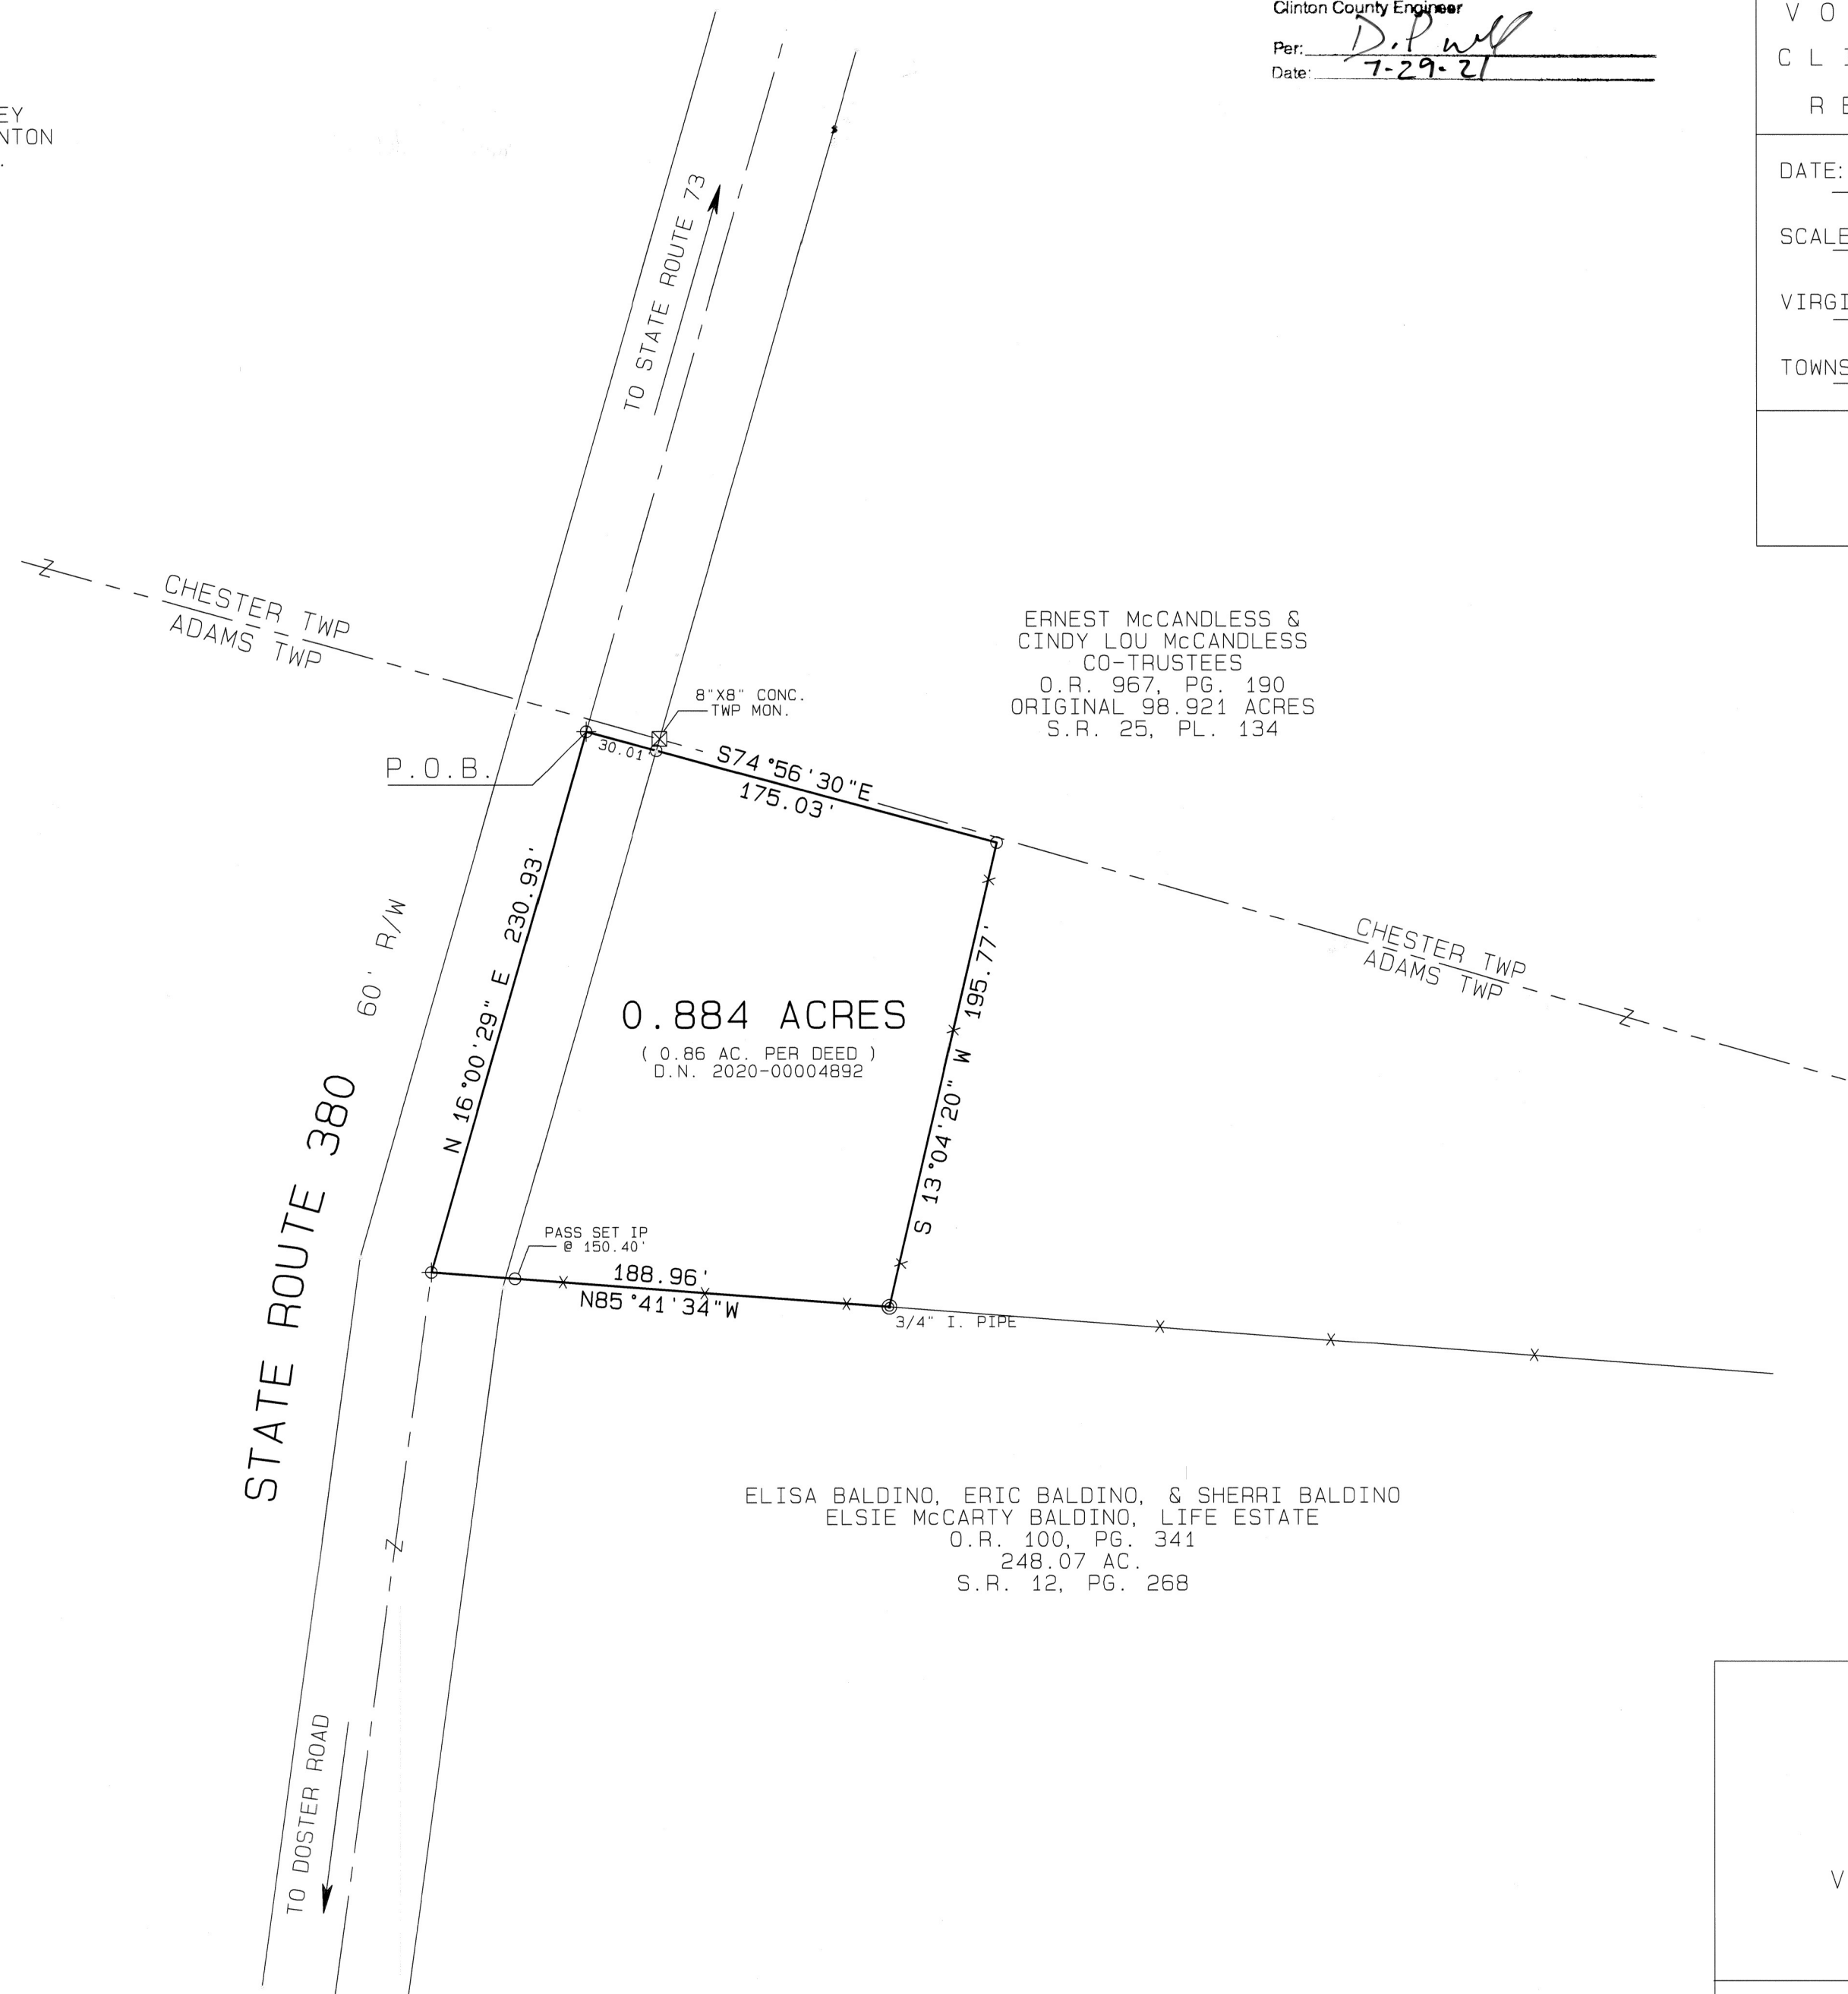 Clinton County Engineer
Per:
Date: 7-29-21
V O
C L I
R E
DATE:
SCALE
VIRGI
TOWNS
EY
NTON
.
TO STATE ROUTE 73
CHESTER TWP
ADAMS TWP
ERNEST McCANDLESS &
CINDY LOU McCANDLESS
CO-TRUSTEES
O.R. 967, PG. 190
ORIGINAL 98.921 ACRES
S.R. 25, PL. 134
8"X8" CONC.
TWP MON.
P.O.B.
30.01'
S74°56'30"E
175.03'
N 16°00'29" E 230.93'
60' R/W
STATE ROUTE 380
0.884 ACRES
( 0.86 AC. PER DEED )
D.N. 2020-00004892
S 13°04'20" W 195.77'
CHESTER TWP
ADAMS TWP
PASS SET IP
@ 150.40'
188.96'
N85°41'34"W
3/4" I. PIPE
ELISA BALDINO, ERIC BALDINO, & SHERRI BALDINO
ELSIE McCARTY BALDINO, LIFE ESTATE
O.R. 100, PG. 341
248.07 AC.
S.R. 12, PG. 268
TO DOSTER ROAD
V